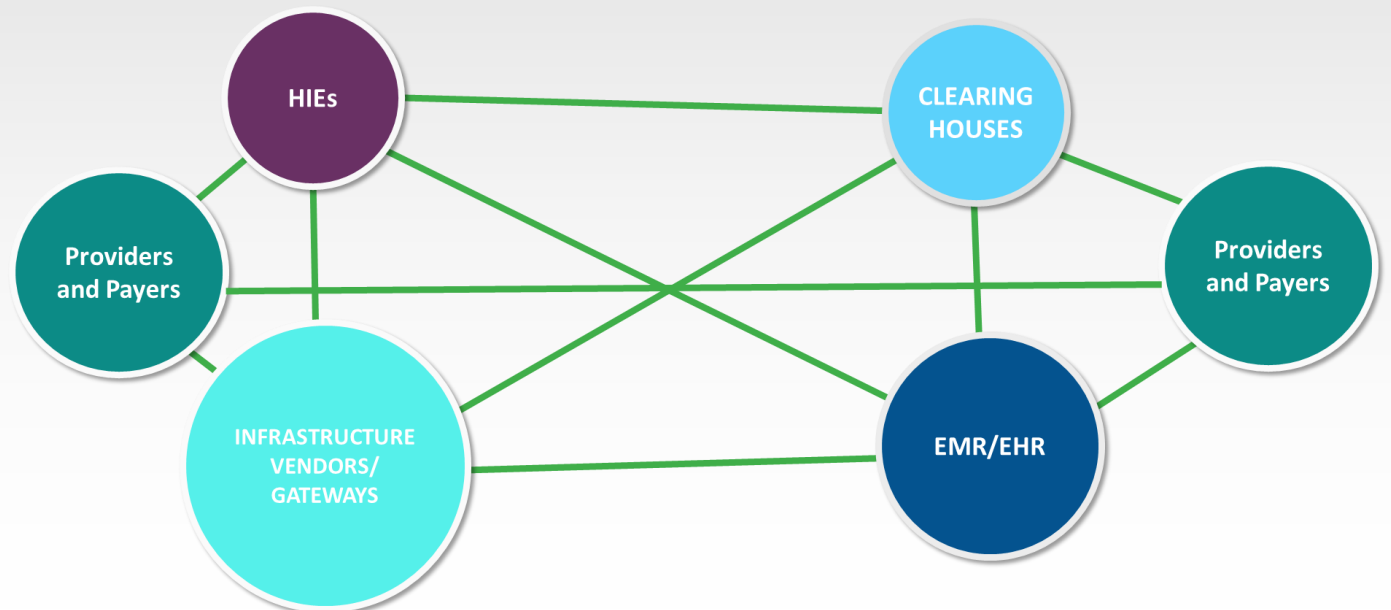 HIEs
CLEARING
HOUSES
Providers
and Payers
Providers
and Payers
INFRASTRUCTURE
VENDORS/
GATEWAYS
EMR/EHR